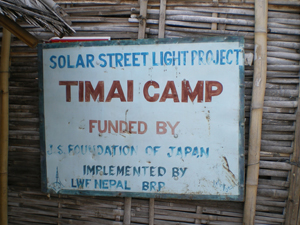 SOLAR STREET LIGHT PROJECT
TIMAI CAMP
FUNDED BY
J.S. FOUNDATION OF JAPAN
IMPLEMENTED BY
LWF NEPAL BRP